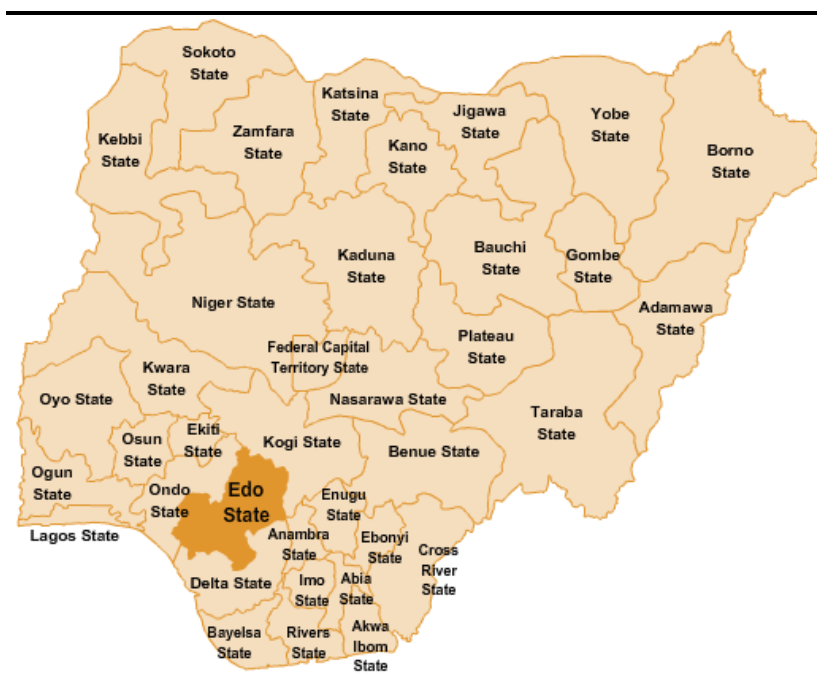 Sokoto
State
Katsina
State
Jigawa
State
Yobe
State
Kebbi
State
Zamfara
State
Kano
State
Borno
State
Kaduna
State
Bauchi
State
Gombe
State
Niger State
Adamawa
State
Federal Capital
Territory State
Plateau
State
Kwara
State
Oyo State
Nasarawa State
Taraba
State
Osun
State
Ekiti
State
Kogi State
Benue State
Ogun
State
Ondo
State
Edo
State
Enugu
State
Lagos State
Anambra
State
Ebonyi
State
Cross
River
State
Delta State
Imo
State
Abia
State
Bayelsa
State
Rivers
State
Akwa
Ibom
State